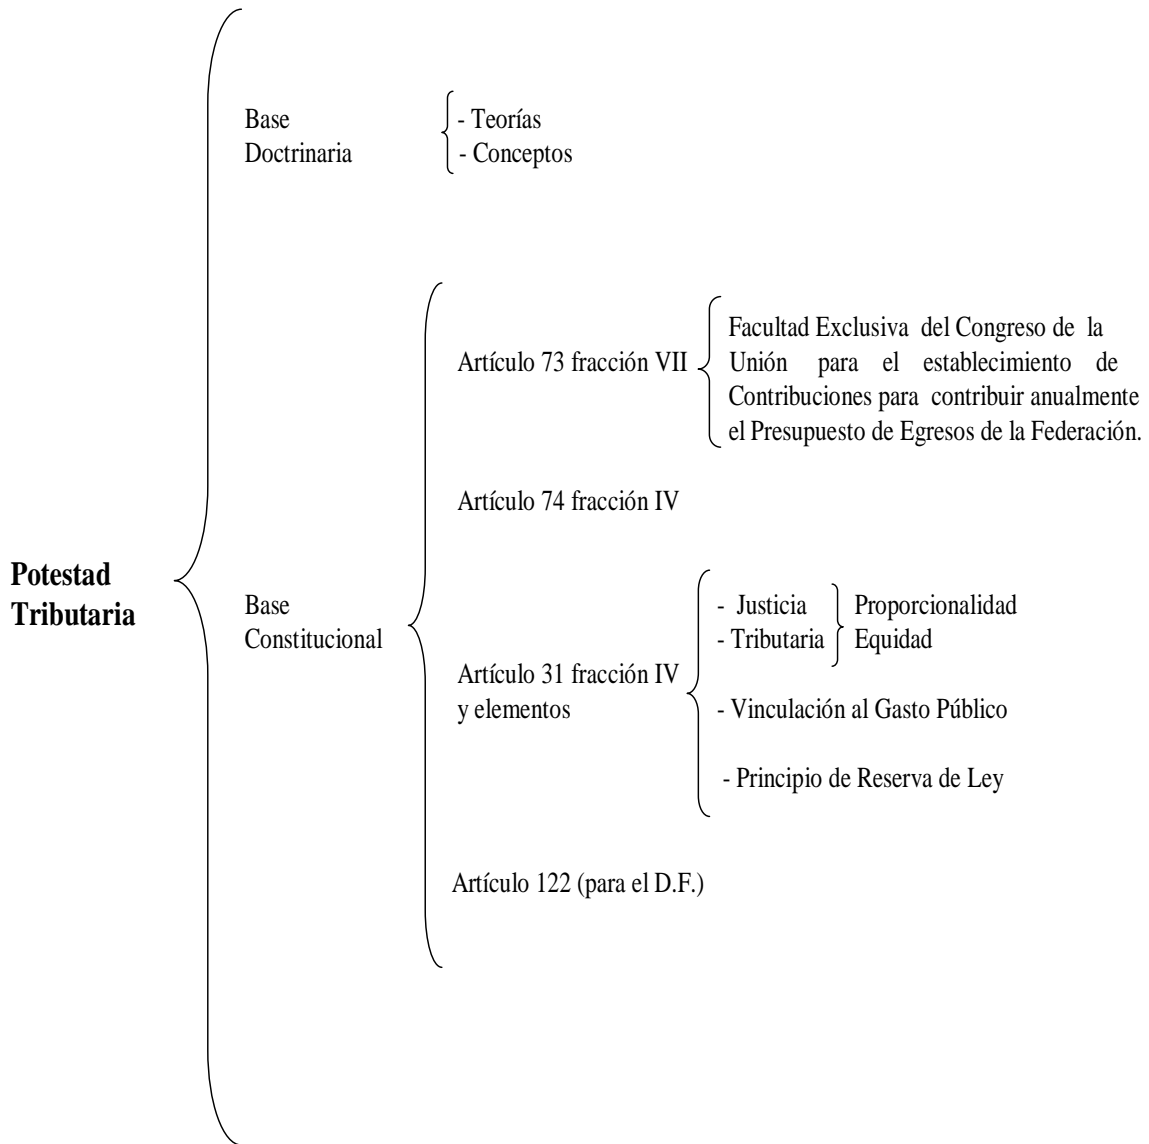 Base
Doctrinaria
- Teorías
- Conceptos
Artículo 73 fracción VII
Facultad Exclusiva del Congreso de la
Unión para el establecimiento de
Contribuciones para contribuir anualmente
el Presupuesto de Egresos de la Federación.
Artículo 74 fracción IV
Potestad
Tributaria
Base
Constitucional
Artículo 31 fracción IV
y elementos
- Justicia
- Tributaria
Proporcionalidad
Equidad
- Vinculación al Gasto Público
- Principio de Reserva de Ley
Artículo 122 (para el D.F.)